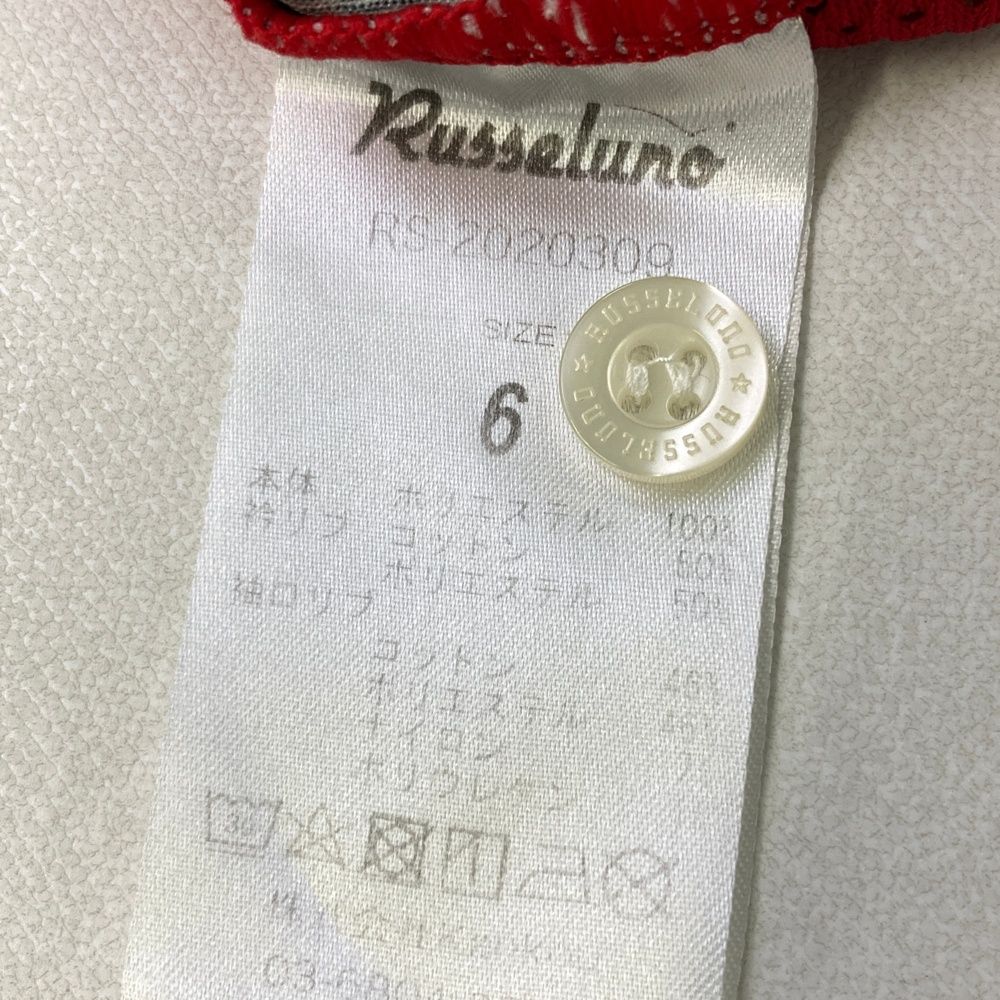 Russeluno
RS-2020309
SIZE
6
RUSSELUNO ★ RUSSELUNO ★
本体 ポリエステル 100%
衿リブ コットン 50%
ポリエステル 50%
袖口リブ
コットン
ポリエステル
ナイロン
ポリウレタン
30